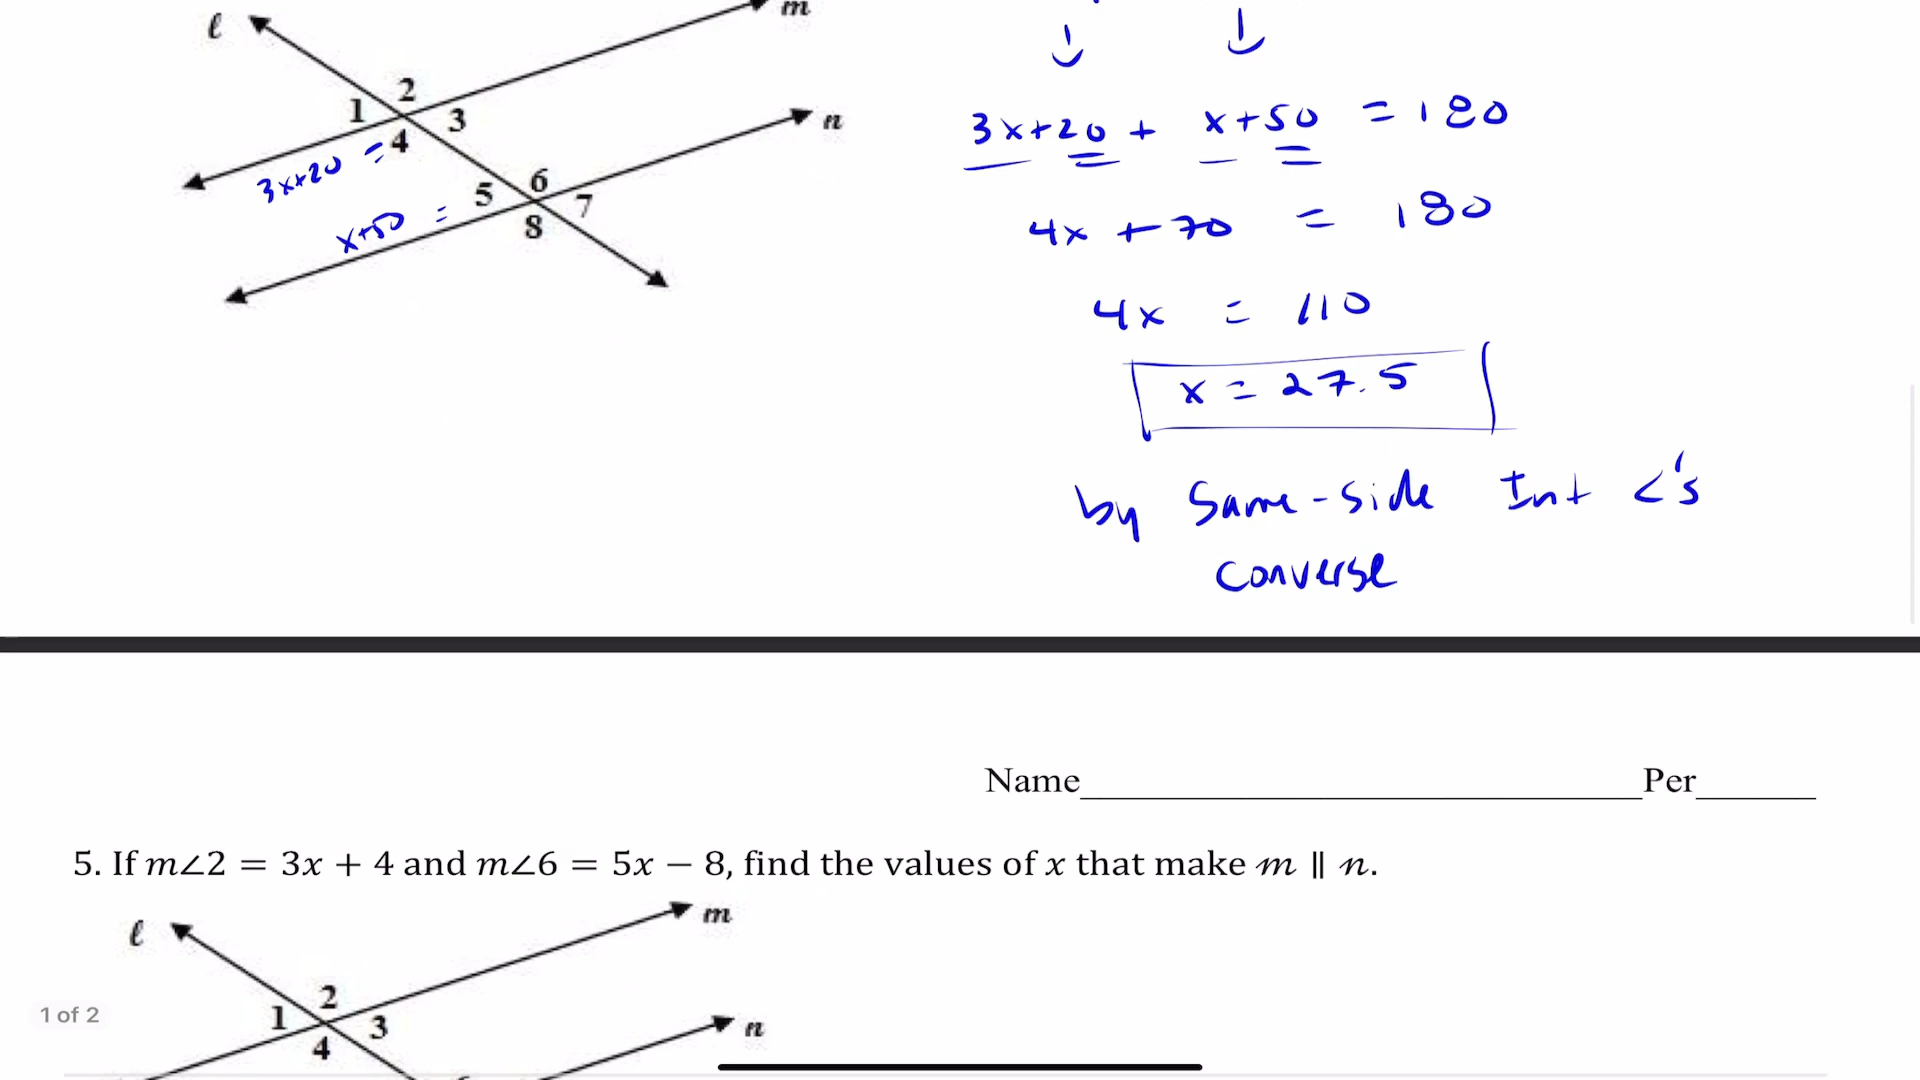 ℓ
m
1 2
3
4
n
3x+20 =
5 6
7
8
x+50 =
3x+20 + x+50 = 180
4x + 70 = 180
4x = 110
x = 27.5
by Same-side Int <'s
converse
Name Per
5. If m∠2 = 3x + 4 and m∠6 = 5x − 8, find the values of x that make m ∥ n.
ℓ
m
1 2
3
4
n
1 of 2